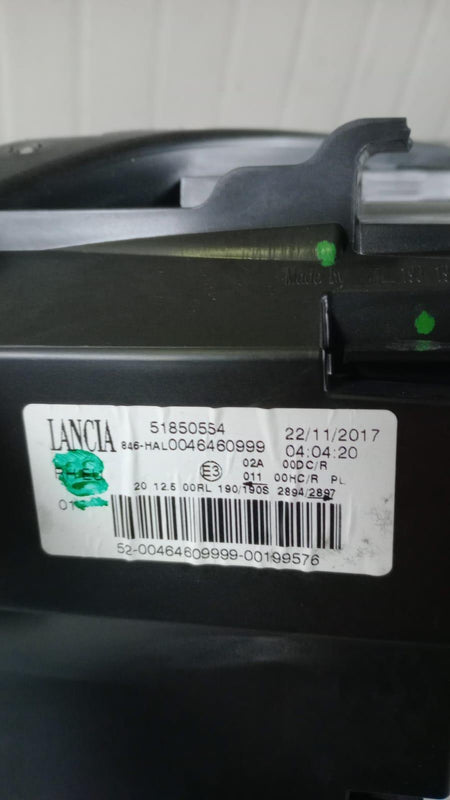 Made by
LANCIA
51850554
22/11/2017
846-HAL0046460999
04:04:20
E3
02A 00DC/R
011 00HC/R PL
20 12.5 00RL 190/190S 2894/2897
52-00464609999-00199576